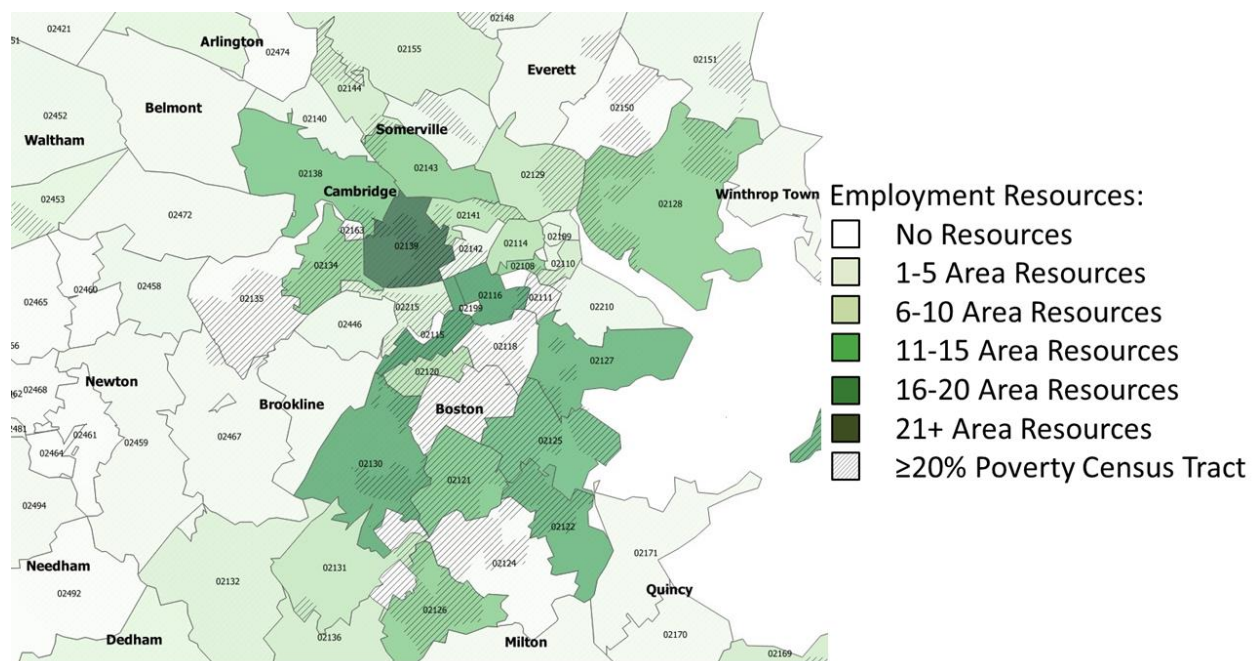 02421
02148
Arlington
02474
02155
02151
Everett
02144
Belmont
02150
02452
02140
Somerville
Waltham
02138
02143
02129
Cambridge
Winthrop Town
02453
02128
02472
02141
02163
02139
02142
02114
02109
02134
02108
02110
02458
02460
02465
02135
02116
02111
02199
02215
02210
02446
02115
02118
02127
02120
02468
Newton
Brookline
Boston
02461
02459
02467
02464
02125
02130
02121
02494
02122
02124
02171
Needham
02492
02132
02131
Quincy
02126
Dedham
02136
Milton
02170
02169
Employment Resources:
No Resources
1-5 Area Resources
6-10 Area Resources
11-15 Area Resources
16-20 Area Resources
21+ Area Resources
≥20% Poverty Census Tract